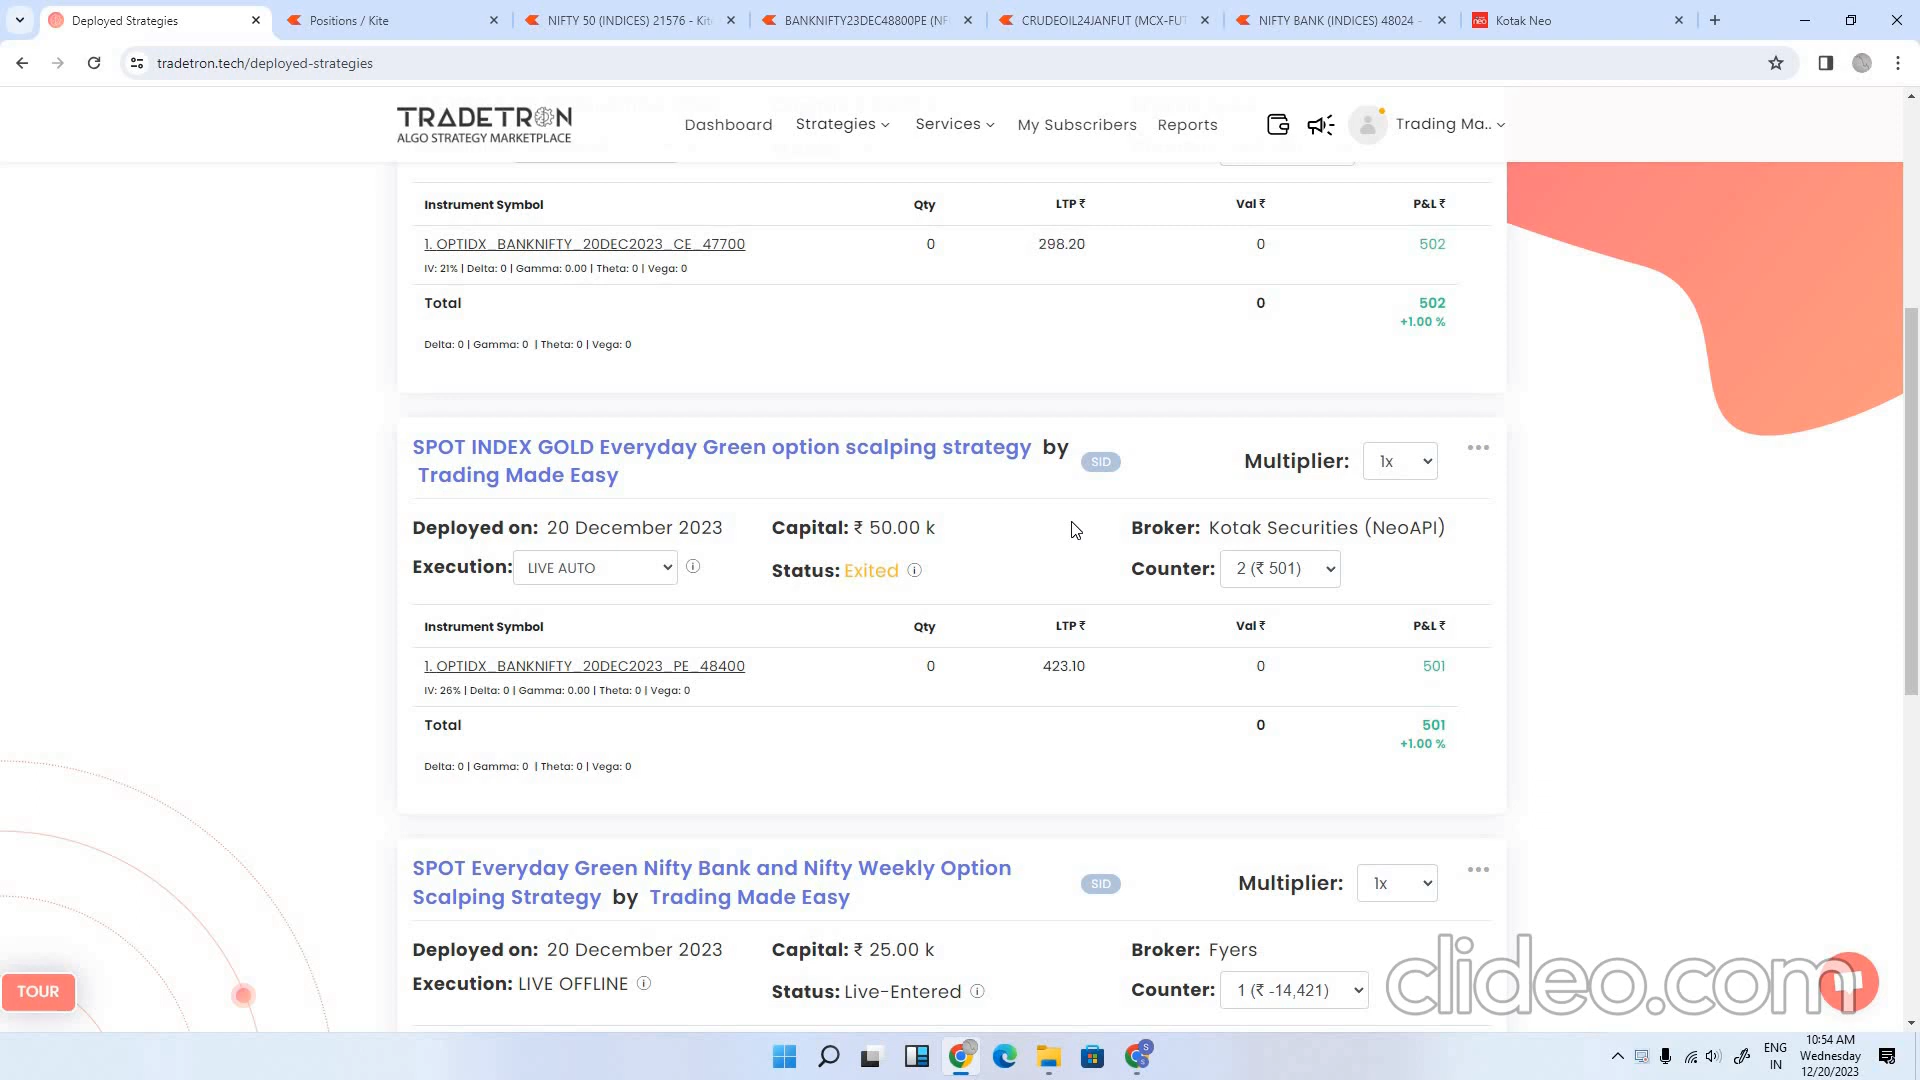 Deployed Strategies
Positions / Kite
NIFTY 50 (INDICES) 21576 - Kit
BANKNIFTY23DEC48800PE (NF
CRUDEOIL24JANFUT (MCX-FUT
NIFTY BANK (INDICES) 48024 -
neo
Kotak Neo
tradetron.tech/deployed-strategies
TRADETRON
ALGO STRATEGY MARKETPLACE
Dashboard
Strategies
Services
My Subscribers
Reports
Trading Ma..
Instrument Symbol Qty LTP ₹ Val ₹ P&L ₹
1. OPTIDX_BANKNIFTY_20DEC2023_CE_47700 0 298.20 0 502
IV: 21% | Delta: 0 | Gamma: 0.00 | Theta: 0 | Vega: 0
Total 0 502
+1.00 %
Delta: 0 | Gamma: 0 | Theta: 0 | Vega: 0
SPOT INDEX GOLD Everyday Green option scalping strategy by
Trading Made Easy
SID
Multiplier: 1x
Deployed on: 20 December 2023 Capital: ₹ 50.00 k Broker: Kotak Securities (NeoAPI)
Execution: LIVE AUTO Status: Exited Counter: 2 (₹ 501)
Instrument Symbol Qty LTP ₹ Val ₹ P&L ₹
1. OPTIDX_BANKNIFTY_20DEC2023_PE_48400 0 423.10 0 501
IV: 26% | Delta: 0 | Gamma: 0.00 | Theta: 0 | Vega: 0
Total 0 501
+1.00 %
Delta: 0 | Gamma: 0 | Theta: 0 | Vega: 0
SPOT Everyday Green Nifty Bank and Nifty Weekly Option
Scalping Strategy by Trading Made Easy
SID
Multiplier: 1x
Deployed on: 20 December 2023 Capital: ₹ 25.00 k Broker: Fyers
Execution: LIVE OFFLINE Status: Live-Entered Counter: 1 (₹ -14,421)
TOUR
clideo.com
ENG
IN
10:54 AM
Wednesday
12/20/2023